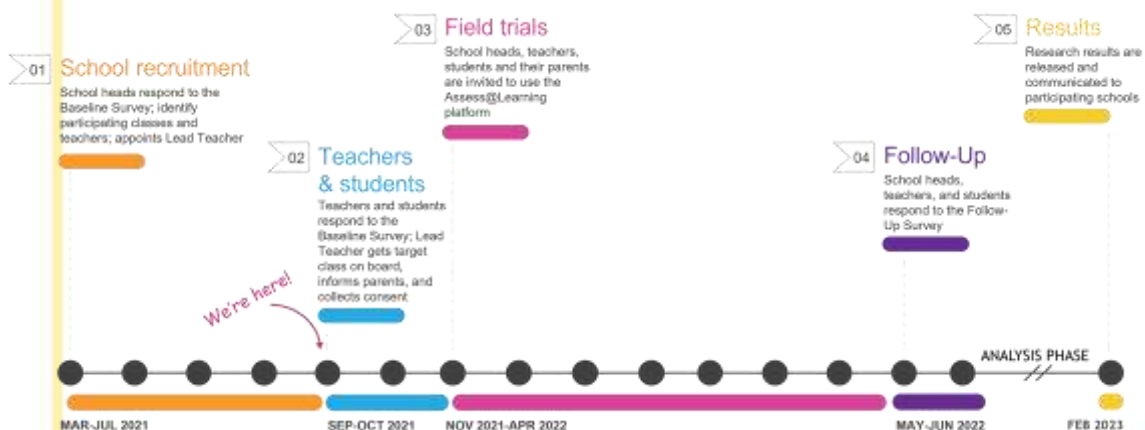 01
School recruitment
School heads respond to the
Baseline Survey; identify
participating classes and
teachers; appoints Lead Teacher
02
Teachers
& students
Teachers and students
respond to the
Baseline Survey; Lead
Teacher gets target
class on board,
informs parents, and
collects consent
03
Field trials
School heads, teachers,
students and their parents
are invited to use the
Assess@Learning
platform
04
Follow-Up
School heads,
teachers, and students
respond to the Follow-
Up Survey
05
Results
Research results are
released and
communicated to
participating schools
We're here!
ANALYSIS PHASE
MAR-JUL 2021
SEP-OCT 2021
NOV 2021-APR 2022
MAY-JUN 2022
FEB 2023